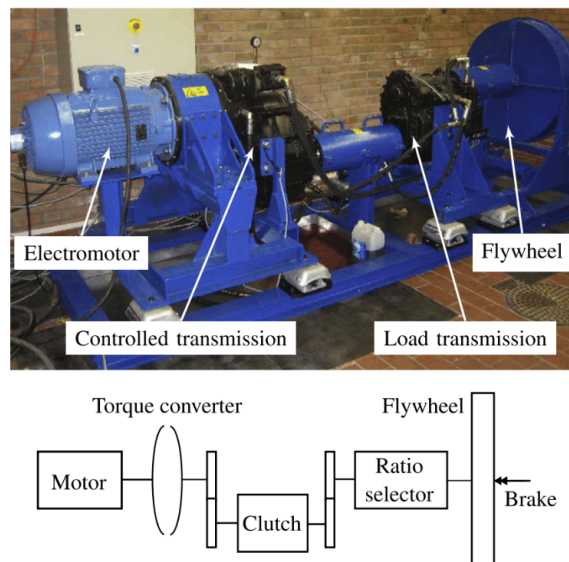 Electromotor
Flywheel
Controlled transmission
Load transmission
Torque converter
Flywheel
Motor
Clutch
Ratio
selector
Brake